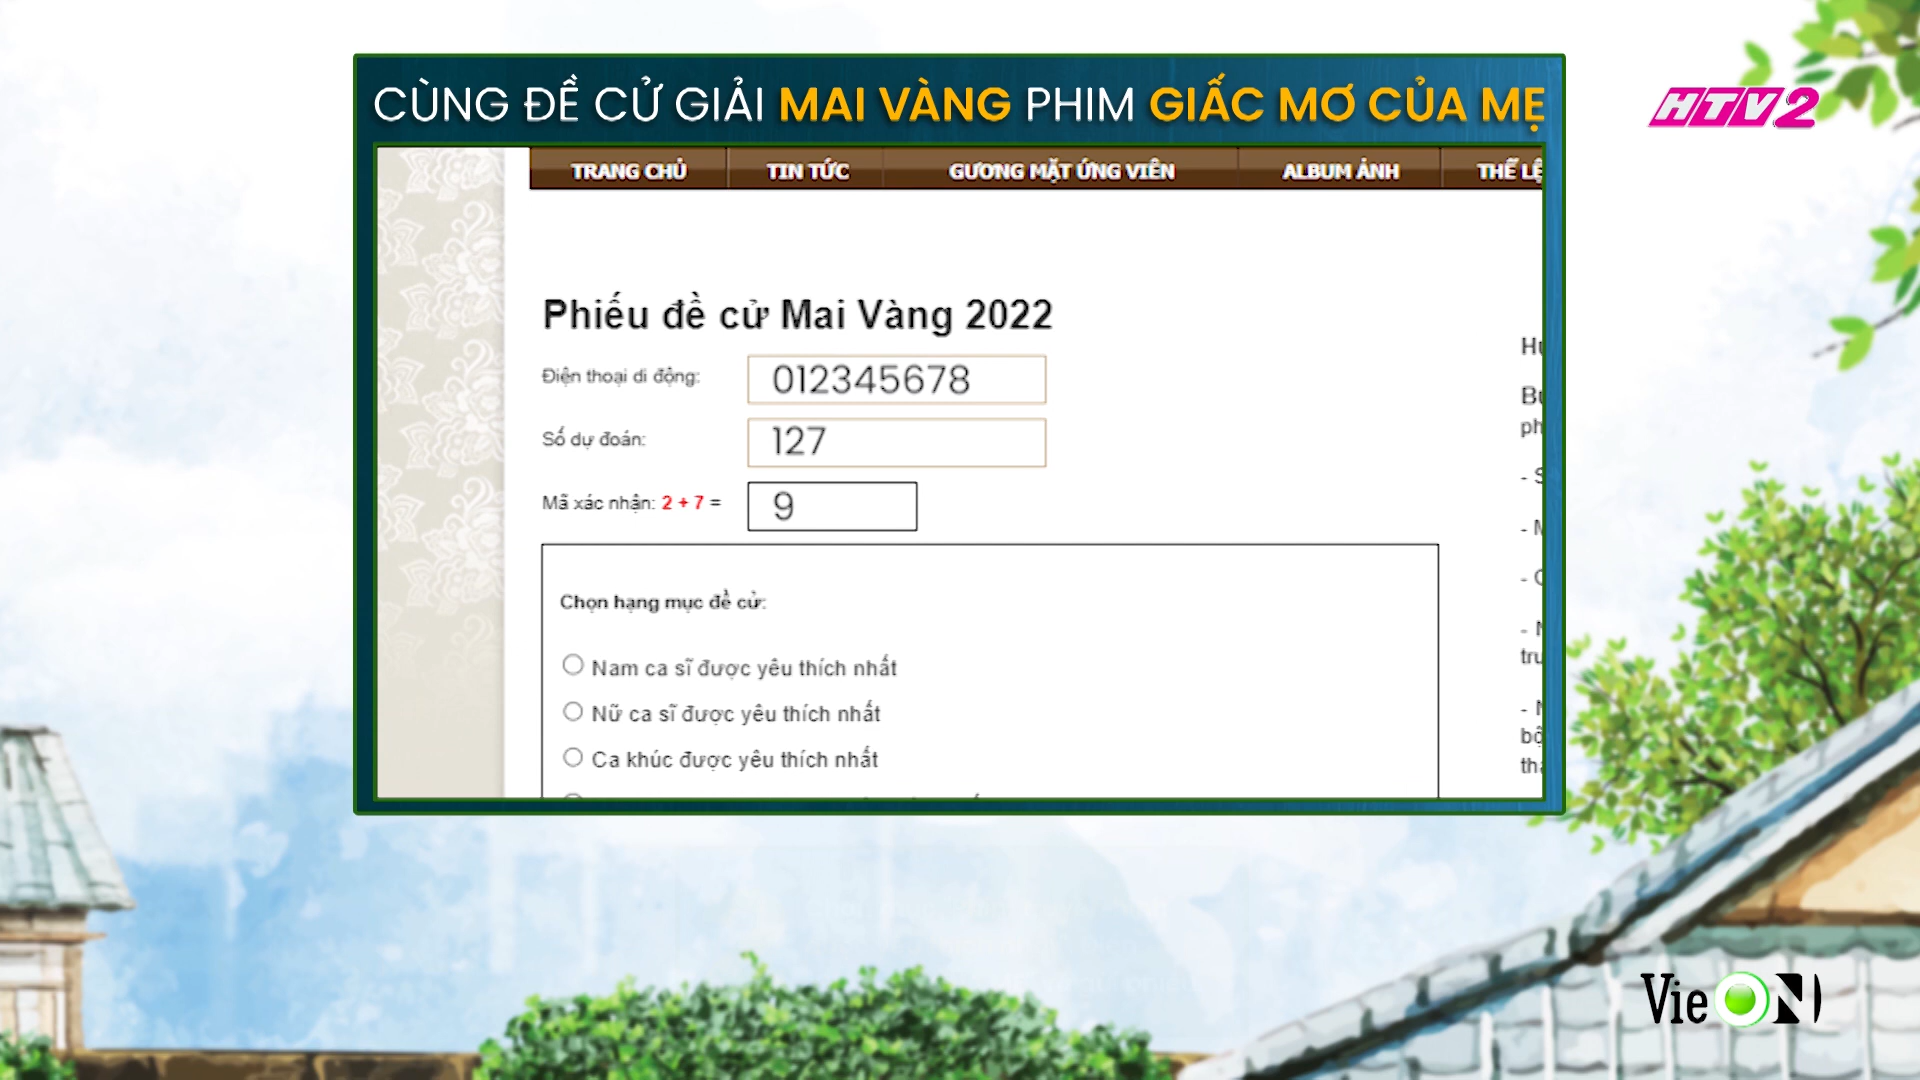 CÙNG ĐỀ CỬ GIẢI MAI VÀNG PHIM GIẤC MƠ CỦA MẸ
HTV2
TRANG CHỦ TIN TỨC GƯƠNG MẶT ỨNG VIÊN ALBUM ẢNH THỂ LỆ
Phiếu đề cử Mai Vàng 2022
Điện thoại di động: 012345678
Số dự đoán: 127
Mã xác nhận: 2 + 7 = 9
Chọn hạng mục đề cử:
Nam ca sĩ được yêu thích nhất
Nữ ca sĩ được yêu thích nhất
Ca khúc được yêu thích nhất
VieON